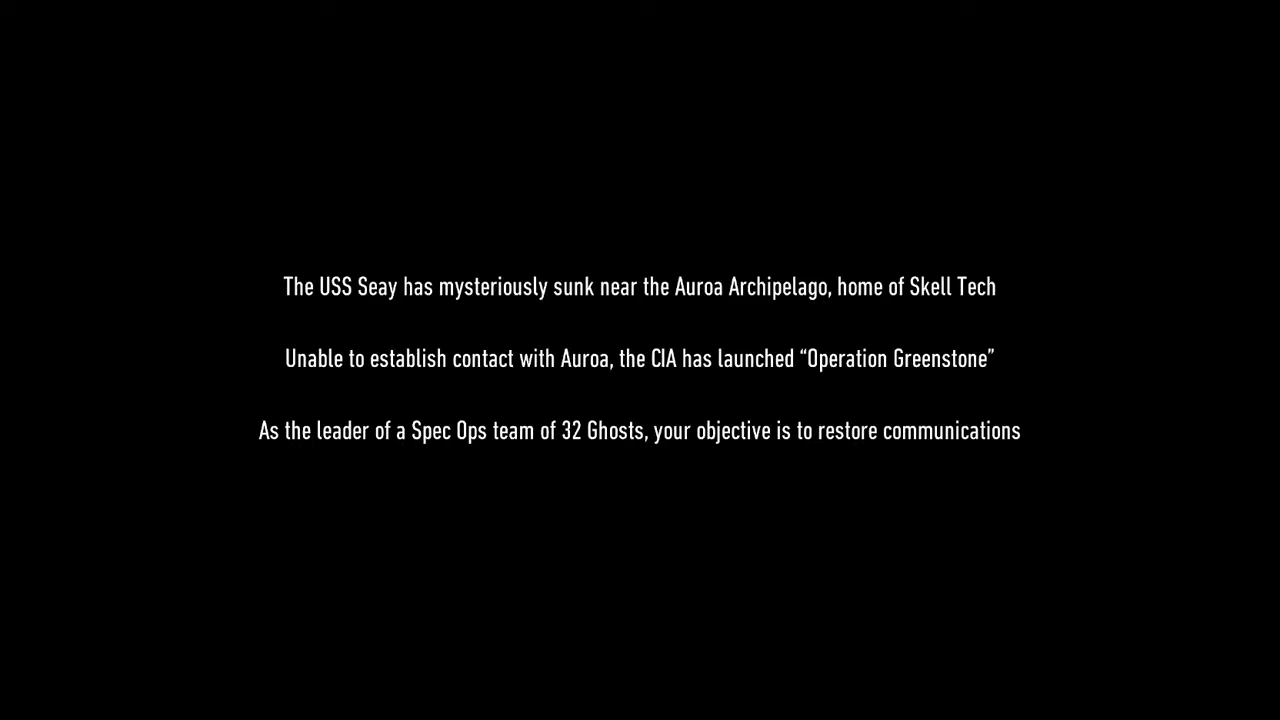 The USS Seay has mysteriously sunk near the Auroa Archipelago, home of Skell Tech
Unable to establish contact with Auroa, the CIA has launched “Operation Greenstone”
As the leader of a Spec Ops team of 32 Ghosts, your objective is to restore communications